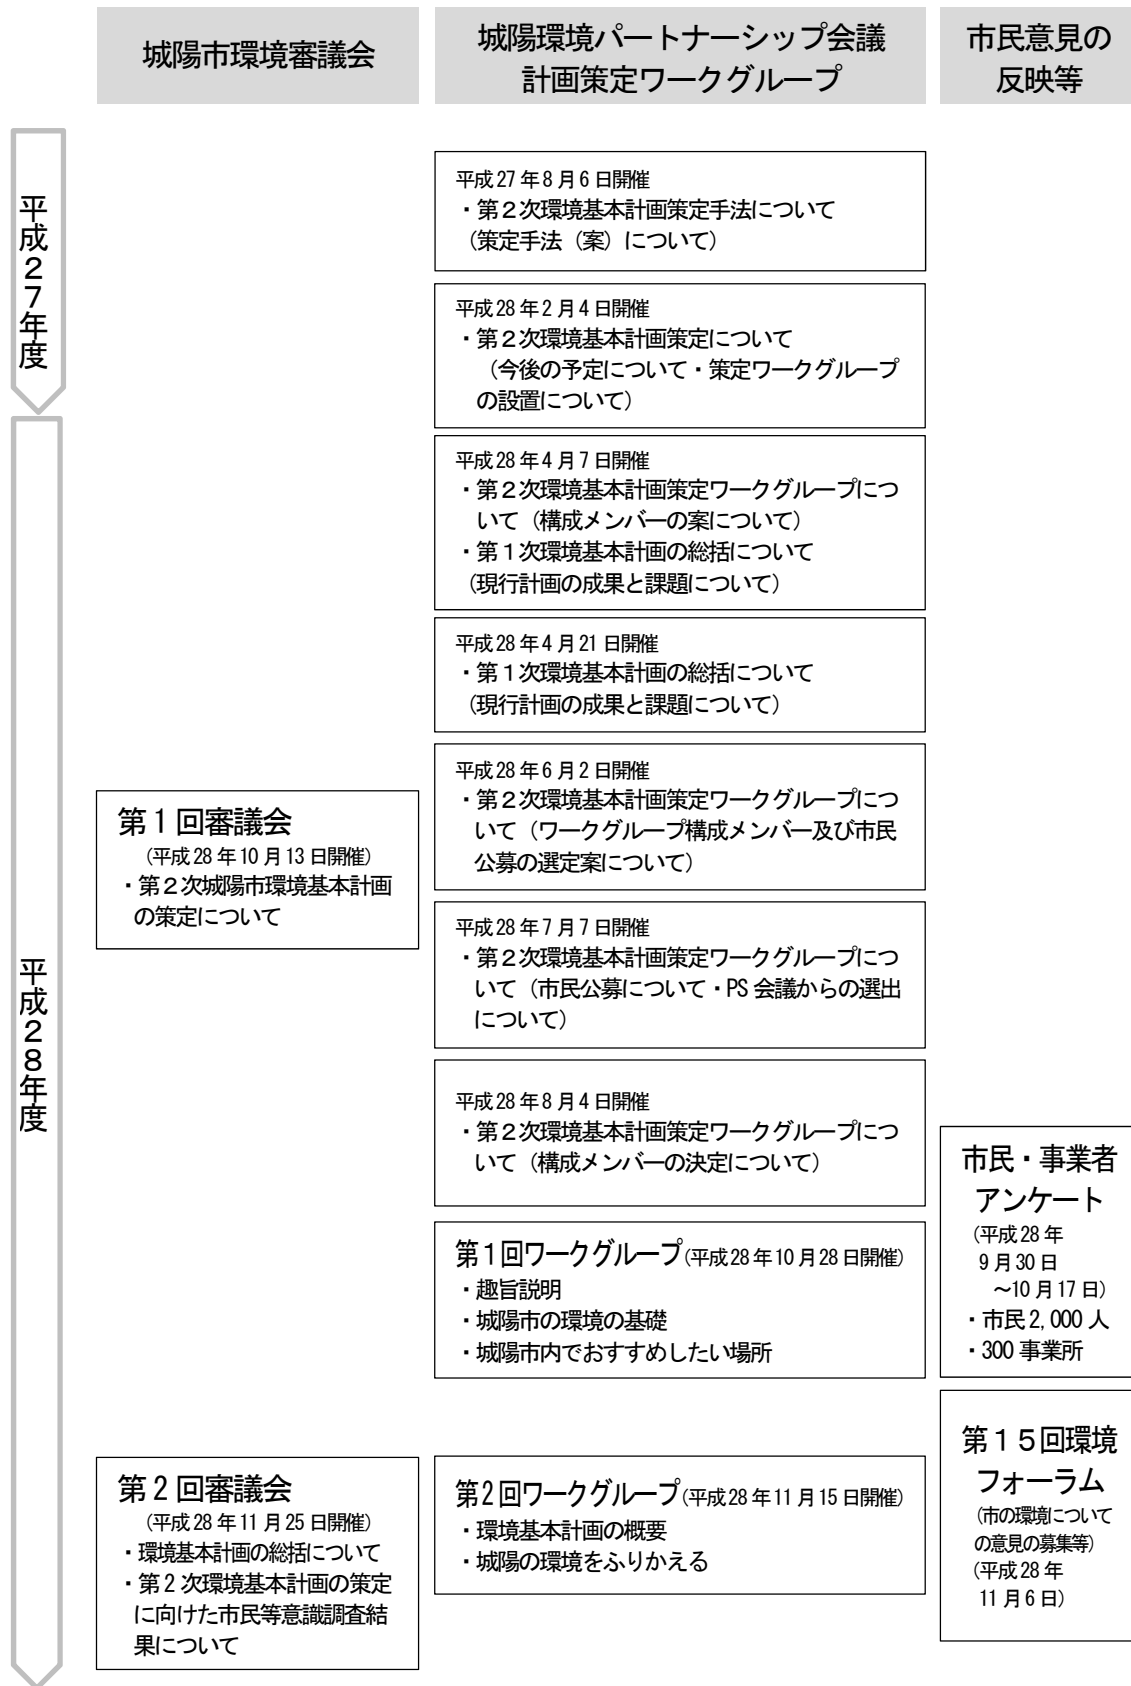 城陽市環境審議会
城陽環境パートナーシップ会議
計画策定ワークグループ
市民意見の
反映等
平成27年度
平成27年8月6日開催
・第2次環境基本計画策定手法について
(策定手法（案）について)
平成28年2月4日開催
・第2次環境基本計画策定について
(今後の予定について・策定ワークグループ
の設置について)
平成28年度
平成28年4月7日開催
・第2次環境基本計画策定ワークグループにつ
いて（構成メンバーの案について)
・第1次環境基本計画の総括について
(現行計画の成果と課題について)
平成28年4月21日開催
・第1次環境基本計画の総括について
(現行計画の成果と課題について)
平成28年6月2日開催
・第2次環境基本計画策定ワークグループにつ
いて（ワークグループ構成メンバー及び市民
公募の選定案について)
第1回審議会
(平成28年10月13日開催)
・第2次城陽市環境基本計画
の策定について
平成28年7月7日開催
・第2次環境基本計画策定ワークグループにつ
いて（市民公募について・PS会議からの選出
について)
平成28年8月4日開催
・第2次環境基本計画策定ワークグループにつ
いて（構成メンバーの決定について)
市民・事業者
アンケート
(平成28年
9月30日
～10月17日)
・市民2,000人
・300事業所
第1回ワークグループ(平成28年10月28日開催)
・趣旨説明
・城陽市の環境の基礎
・城陽市内でおすすめしたい場所
第15回環境
フォーラム
(市の環境について
の意見の募集等)
(平成28年
11月6日)
第2回審議会
(平成28年11月25日開催)
・環境基本計画の総括について
・第2次環境基本計画の策定
に向けた市民等意識調査結
果について
第2回ワークグループ(平成28年11月15日開催)
・環境基本計画の概要
・城陽の環境をふりかえる